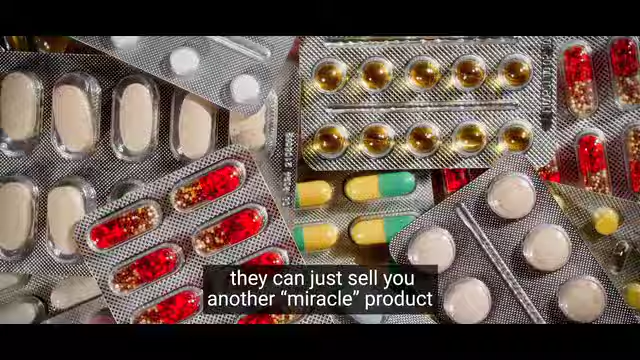 they can just sell you
another “miracle” product